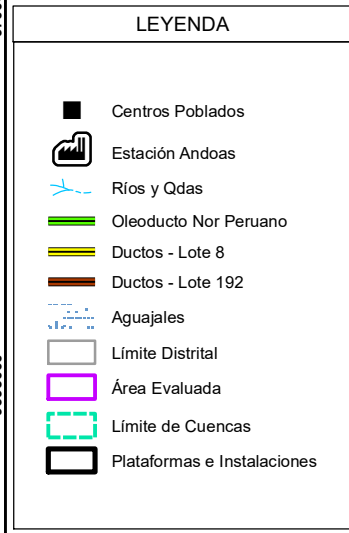 LEYENDA
Centros Poblados
Estación Andoas
Ríos y Qdas
Oleoducto Nor Peruano
Ductos - Lote 8
Ductos - Lote 192
Aguajales
Límite Distrital
Área Evaluada
Límite de Cuencas
Plataformas e Instalaciones